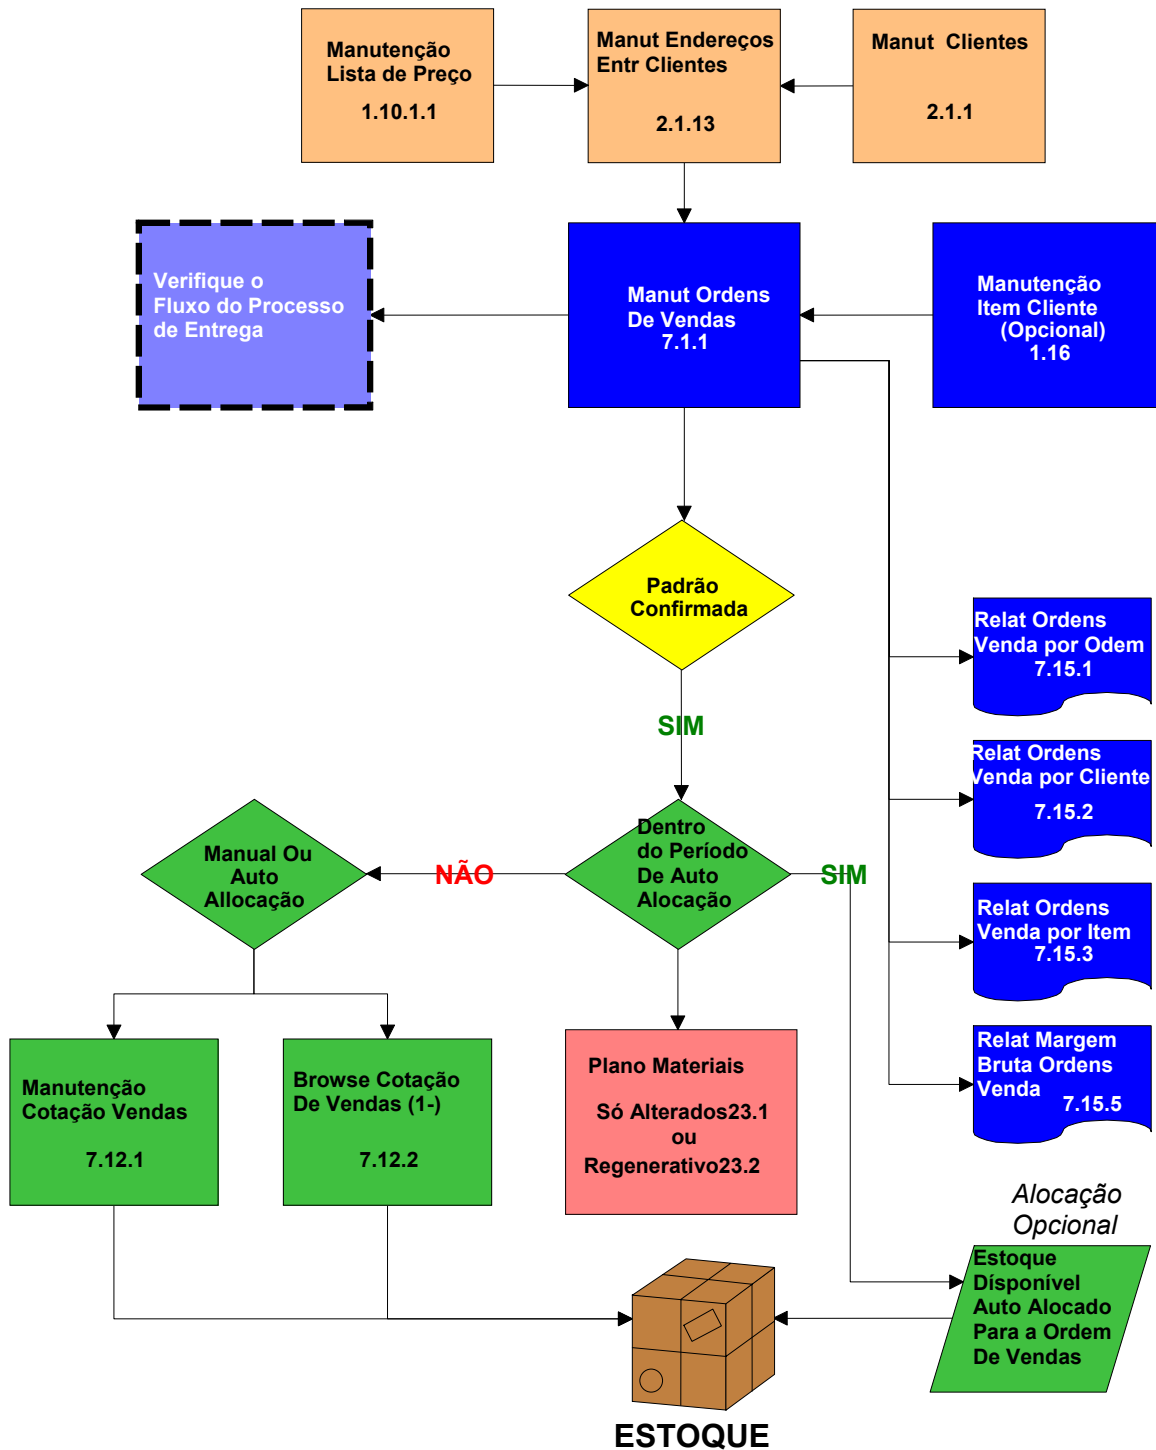 Manutenção
Lista de Preço
1.10.1.1
Manut Endereços
Entr Clientes
2.1.13
Manut Clientes
2.1.1
Verifique o
Fluxo do Processo
de Entrega
Manut Ordens
De Vendas
7.1.1
Manutenção
Item Cliente
(Opcional)
1.16
Padrão
Confirmada
SIM
Relat Ordens
Venda por Odem
7.15.1
Relat Ordens
Venda por Cliente
7.15.2
Manual Ou
Auto
Allocação
NÃO
Dentro
do Período
De Auto
Alocação
SIM
Relat Ordens
Venda por Item
7.15.3
Relat Margem
Bruta Ordens
Venda
7.15.5
Manutenção
Cotação Vendas
7.12.1
Browse Cotação
De Vendas (1-)
7.12.2
Plano Materiais
Só Alterados23.1
ou
Regenerativo23.2
Alocação
Opcional
Estoque
Dísponível
Auto Alocado
Para a Ordem
De Vendas
ESTOQUE